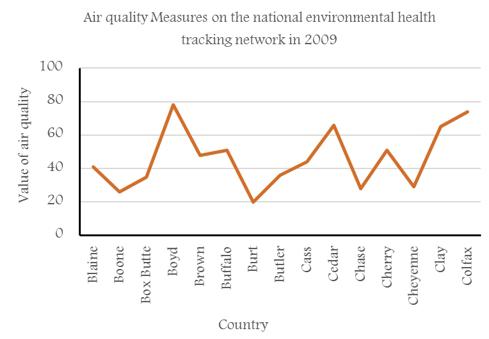 Air quality Measures on the national environmental health
tracking network in 2009
Value of air quality
100
80
60
40
20
0
Blaine
Boone
Box Butte
Boyd
Brown
Buffalo
Burt
Butler
Cass
Cedar
Chase
Cherry
Cheyenne
Clay
Colfax
Country